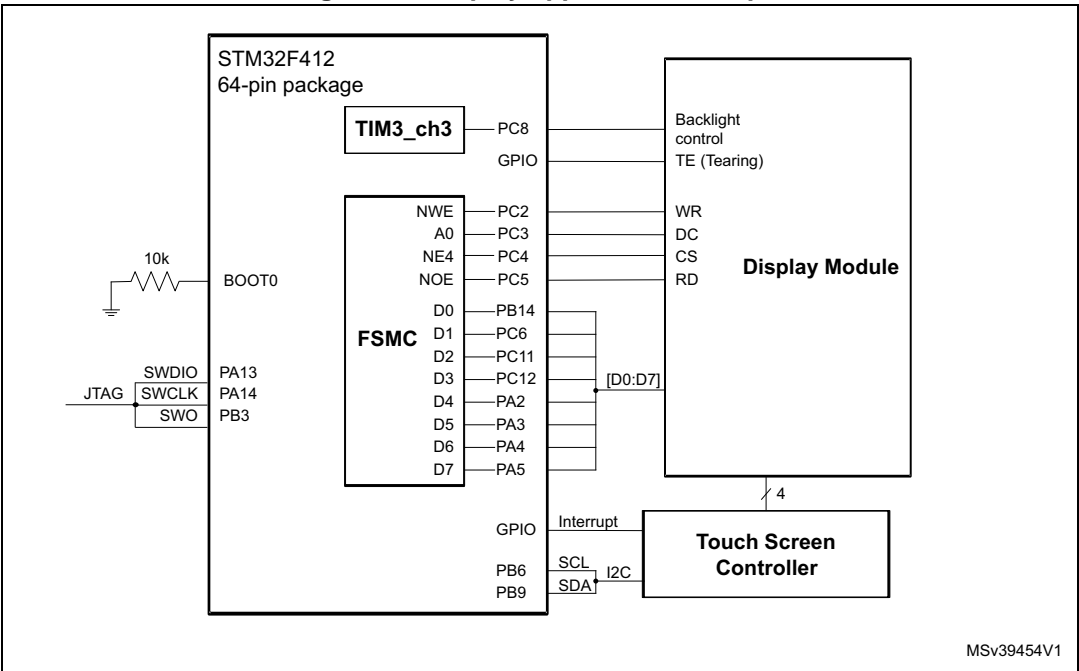 STM32F412
64-pin package
TIM3_ch3
PC8
Backlight
control
GPIO
TE (Tearing)
NWE
PC2
WR
A0
PC3
DC
NE4
PC4
CS
NOE
PC5
RD
Display Module
10k
BOOT0
FSMC
D0
PB14
D1
PC6
D2
PC11
D3
PC12
[D0:D7]
D4
PA2
D5
PA3
D6
PA4
D7
PA5
JTAG
SWDIO
PA13
SWCLK
PA14
SWO
PB3
4
GPIO
Interrupt
Touch Screen
Controller
PB6
SCL
I2C
PB9
SDA
MSv39454V1